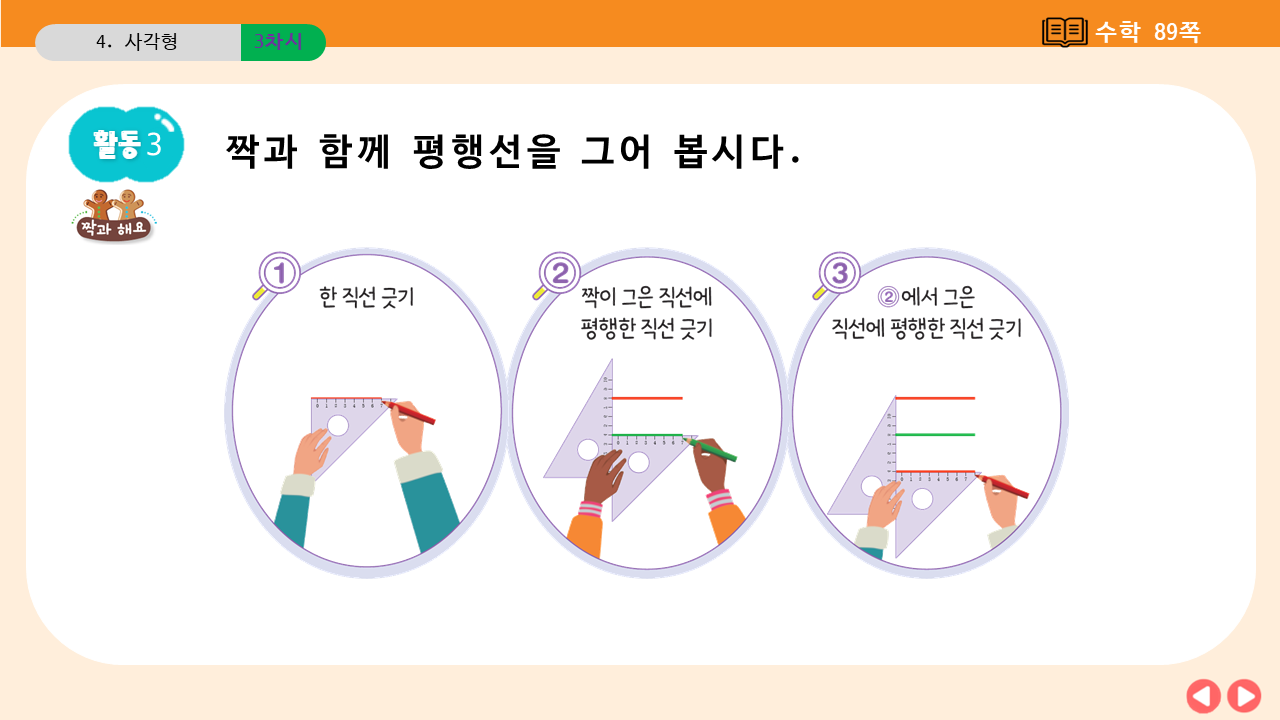 4. 사각형
3차시
수학 89쪽
활동 3
짝과 함께 평행선을 그어 봅시다.
짝과 해요
1
한 직선 긋기
2
짝이 그은 직선에
평행한 직선 긋기
3
②에서 그은
직선에 평행한 직선 긋기